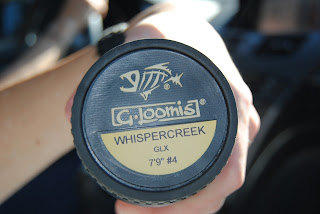 G.Loomis®
WHISPERCREEK
GLX
7'9" #4